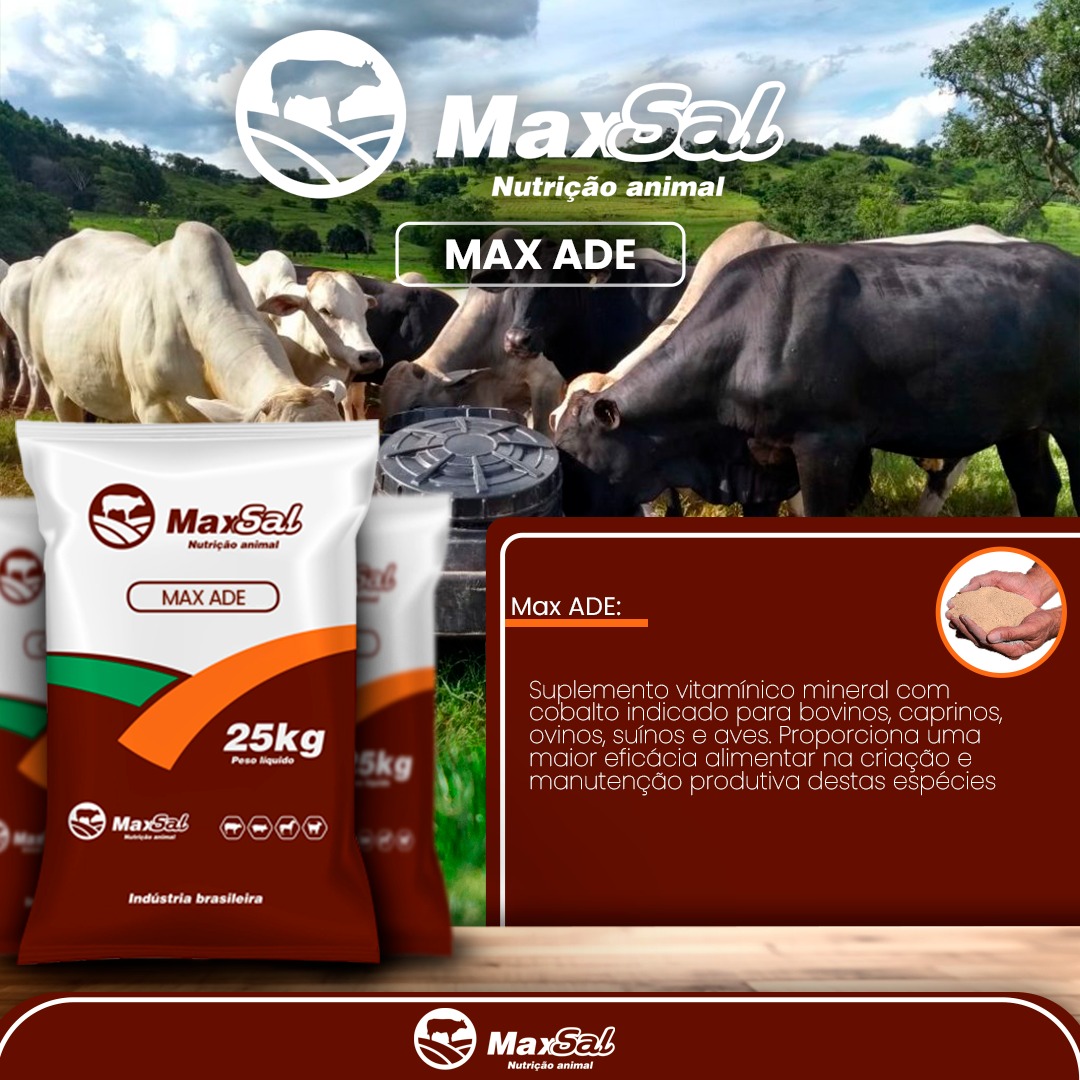 MaxSal
Nutrição animal
MAX ADE
MaxSal
Nutrição animal
MAX ADE
25kg
Peso líquido
MaxSal
Nutrição animal
Indústria brasileira
5kg
Max ADE:
Suplemento vitamínico mineral com
cobalto indicado para bovinos, caprinos,
ovinos, suínos e aves. Proporciona uma
maior eficácia alimentar na criação e
manutenção produtiva destas espécies
MaxSal
Nutrição animal